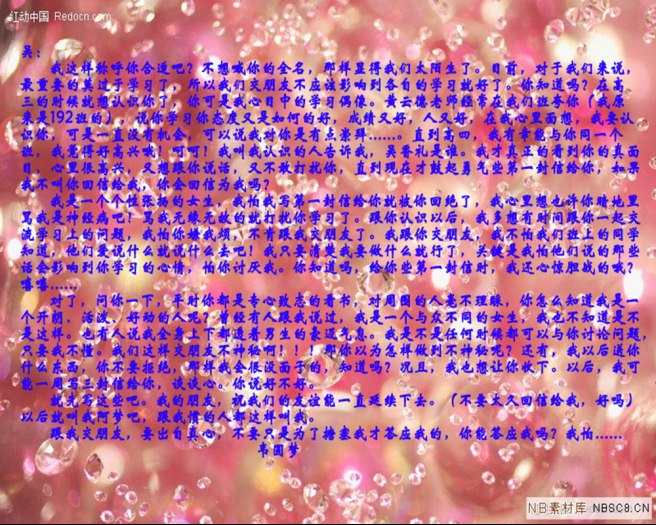 红动中国 Redocn.com
吴：
我这样称呼你合适吧？不想喊你的全名，那样显得我们太陌生了。目前，对于我们来说，
最重要的莫过于学习了，所以我们交朋友不应该影响到各自的学习就好了。你知道吗？在高
三的时候就想认识你了，你可是我心目中的学习偶像。黄云德老师经常在我们班夸你（我原
来是192班的），说你学习你态度又是如何的好，成绩又好，人又好，在我心里面想，我要认
识你，可是一直没有机会，可以说我对你是有点崇拜……。直到高四，我有幸能与你同一个
班，我觉得好高兴哦！呵呵？我叫我认识的人告诉我，吴香礼是谁。我才真正的看到你的真面
目，心里很高兴，又想跟你说话，又不敢打扰你，直到现在才鼓起勇气些第一封信给你，如果
我不叫你回信给我，你会回信为我吗？
我是一个个性张扬的女生，我怕我写第一封信给你就被你回绝了，我心里想也许你暗地里
骂我是神经病吧！骂我无缘无故的就打扰你学习了。跟你认识以后，我多想有时间跟你一起交
流学习上的问题，我怕你嫌我烦，不肯跟我交朋友了。我跟你交朋友，我不怕我们班上的同学
知道，他们爱说什么就说什么去吧！我只要清楚我要做什么就行了，关键是我怕他们说的那些
话会影响到你学习的心情，怕你讨厌我。你知道吗，给你些第一封信时，我还心惊胆战的哦？
嘻嘻……
对了，问你一下，平时你都是专心致志的看书，对周围的人毫不理睬，你怎么知道我是一
个开朗、活泼、好动的人呢？曾经有人跟我说过，我是一个与众不同的女生，我也不知道是不
是这样。也有人说我全身上下都透着男生的豪迈气息。我是不是任何时候都可以与你讨论问题，
只要我不懂。我们这样交朋友不神秘啊！！！那你以为怎样做到不神秘呢？还有，我以后送你
什么东西，你不要拒绝，那样我会很没面子的，知道吗？况且，我也想让你收下。以后，我可
能一周写三封信给你，谈谈心。你说好不好。
就先写这些吧。我的朋友，祝我们的友谊能一直延续下去。（不要太久回信给我，好吗）
以后就叫我阿梦吧，跟我惯的人都这样叫我。
跟我交朋友，要出自真心，不要只是为了搪塞我才答应我的，你能答应我吗？我怕……
韦圆梦
NB素材库 NBSC8.CN